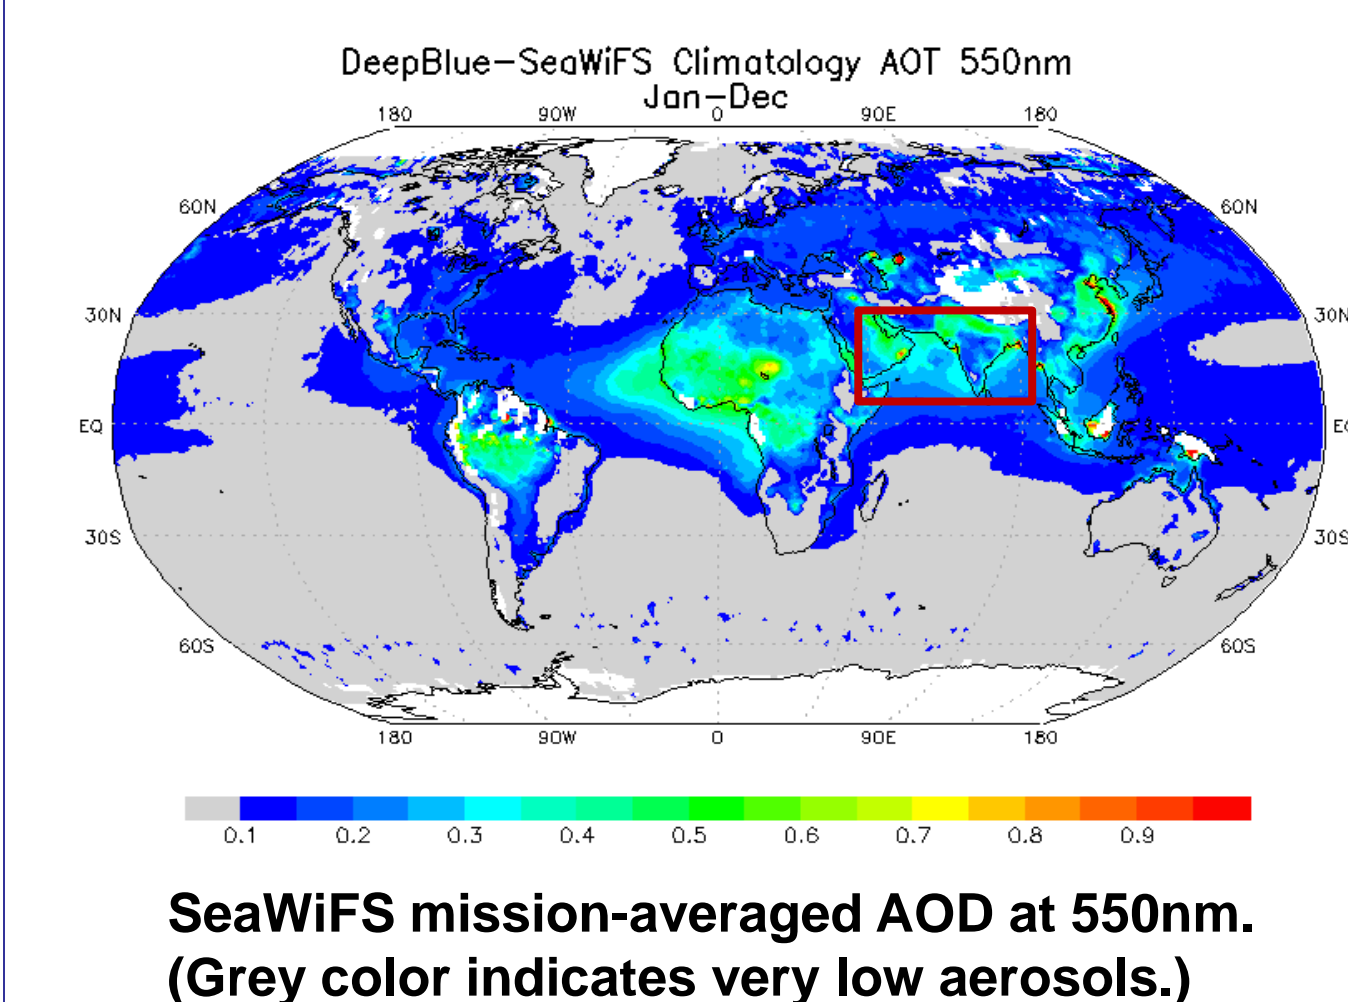 DeepBlue-SeaWiFS Climatology AOT 550nm
Jan-Dec
180 90W 0 90E 180
60N 60N
30N 30N
EQ EQ
30S 30S
60S 60S
180 90W 0 90E 180
0.1 0.2 0.3 0.4 0.5 0.6 0.7 0.8 0.9
SeaWiFS mission-averaged AOD at 550nm.
(Grey color indicates very low aerosols.)